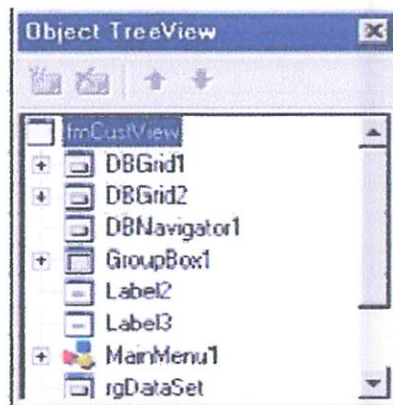 Object TreeView
fmCustView
DBGrid1
DBGrid2
DBNavigator1
GroupBox1
Label2
Label3
MainMenu1
rgDataSet